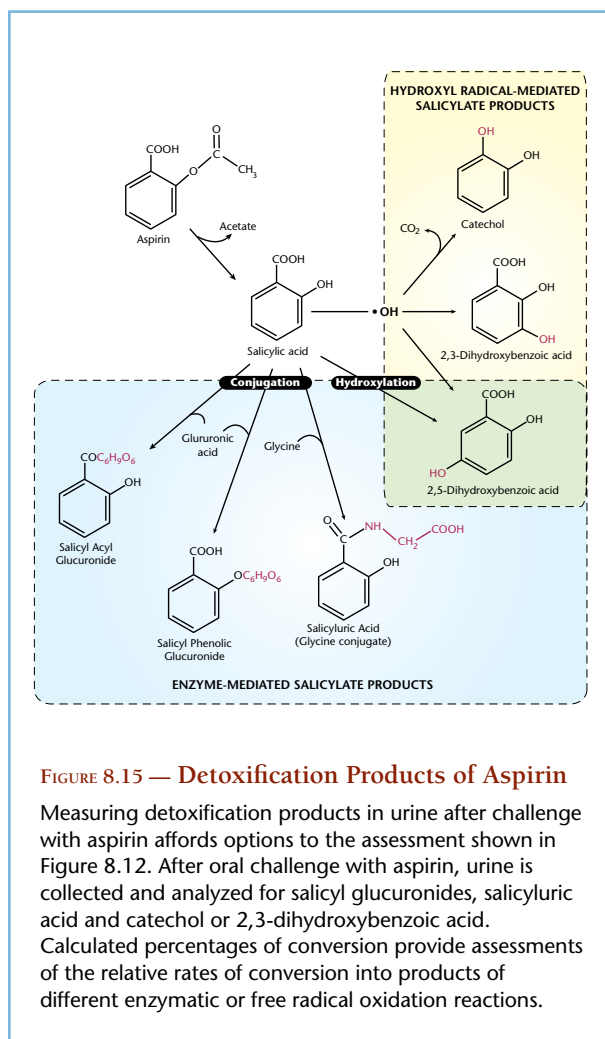 HYDROXYL RADICAL-MEDIATED
SALICYLATE PRODUCTS
OH
OH
Catechol
COOH
O
C
O
CH3
Aspirin
Acetate
CO2
COOH
OH
Salicylic acid
•OH
COOH
OH
OH
2,3-Dihydroxybenzoic acid
Conjugation
Hydroxylation
COOH
OH
HO
2,5-Dihydroxybenzoic acid
Glururonic
acid
Glycine
COC6H9O6
OH
Salicyl Acyl
Glucuronide
COOH
OC6H9O6
Salicyl Phenolic
Glucuronide
O
C
NH
CH2
COOH
OH
Salicyluric Acid
(Glycine conjugate)
ENZYME-MEDIATED SALICYLATE PRODUCTS
FIGURE 8.15 — Detoxification Products of Aspirin
Measuring detoxification products in urine after challenge
with aspirin affords options to the assessment shown in
Figure 8.12. After oral challenge with aspirin, urine is
collected and analyzed for salicyl glucuronides, salicyluric
acid and catechol or 2,3-dihydroxybenzoic acid.
Calculated percentages of conversion provide assessments
of the relative rates of conversion into products of
different enzymatic or free radical oxidation reactions.